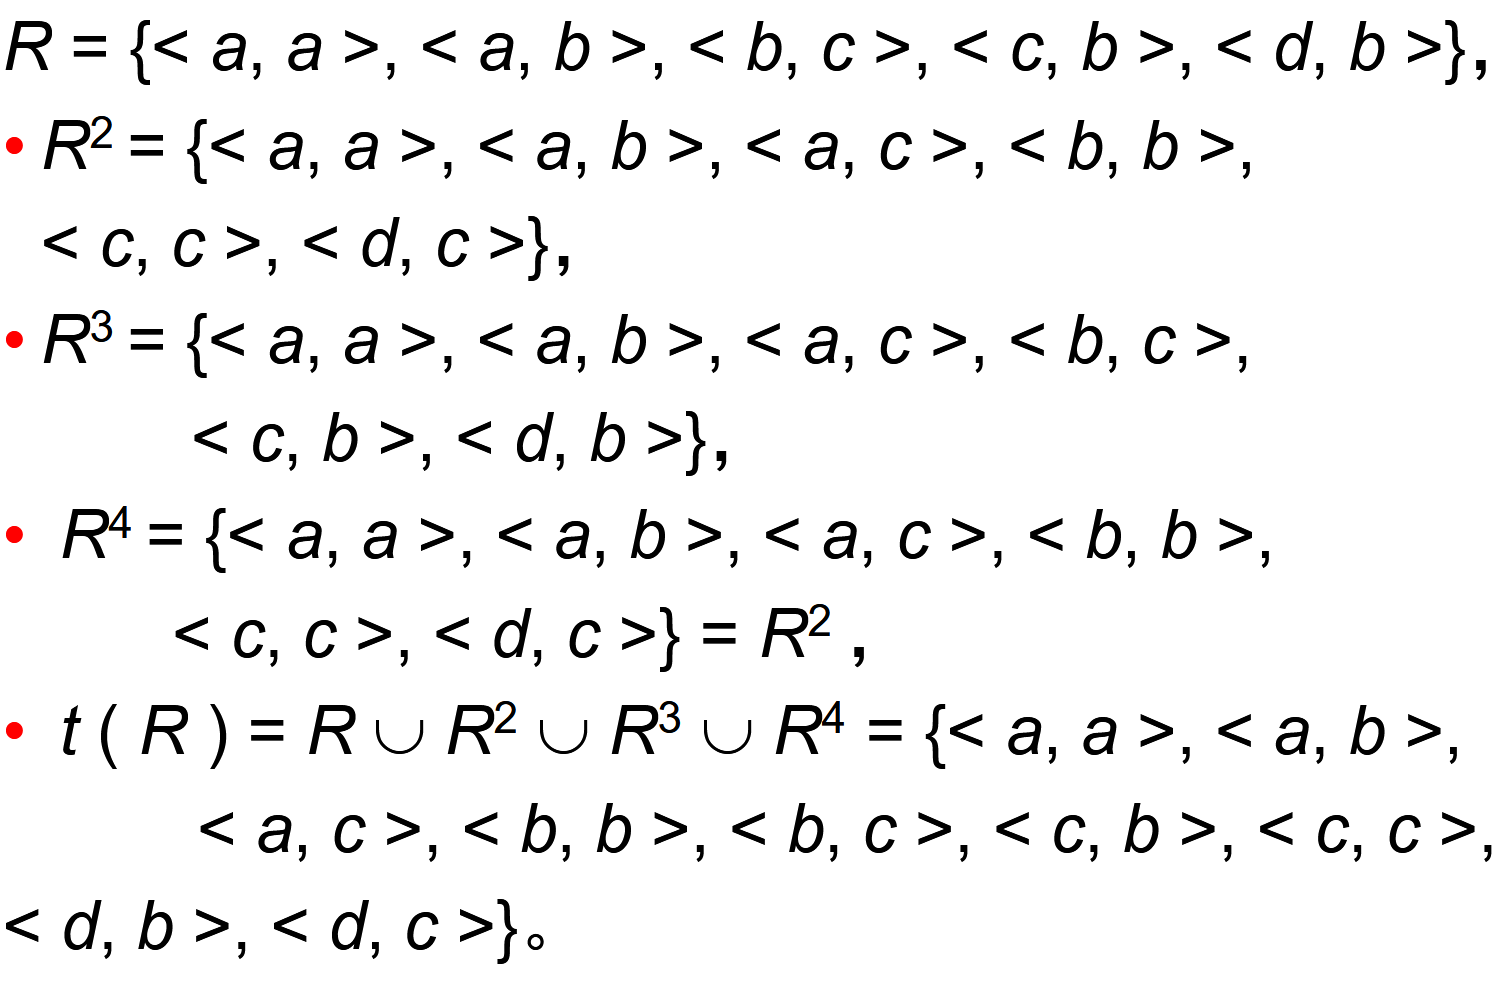 R = {< a, a >, < a, b >, < b, c >, < c, b >, < d, b >},
• R² = {< a, a >, < a, b >, < a, c >, < b, b >,
< c, c >, < d, c >},
• R³ = {< a, a >, < a, b >, < a, c >, < b, c >,
< c, b >, < d, b >},
• R⁴ = {< a, a >, < a, b >, < a, c >, < b, b >,
< c, c >, < d, c >} = R² ,
• t ( R ) = R ∪ R² ∪ R³ ∪ R⁴ = {< a, a >, < a, b >,
< a, c >, < b, b >, < b, c >, < c, b >, < c, c >,
< d, b >, < d, c >}。